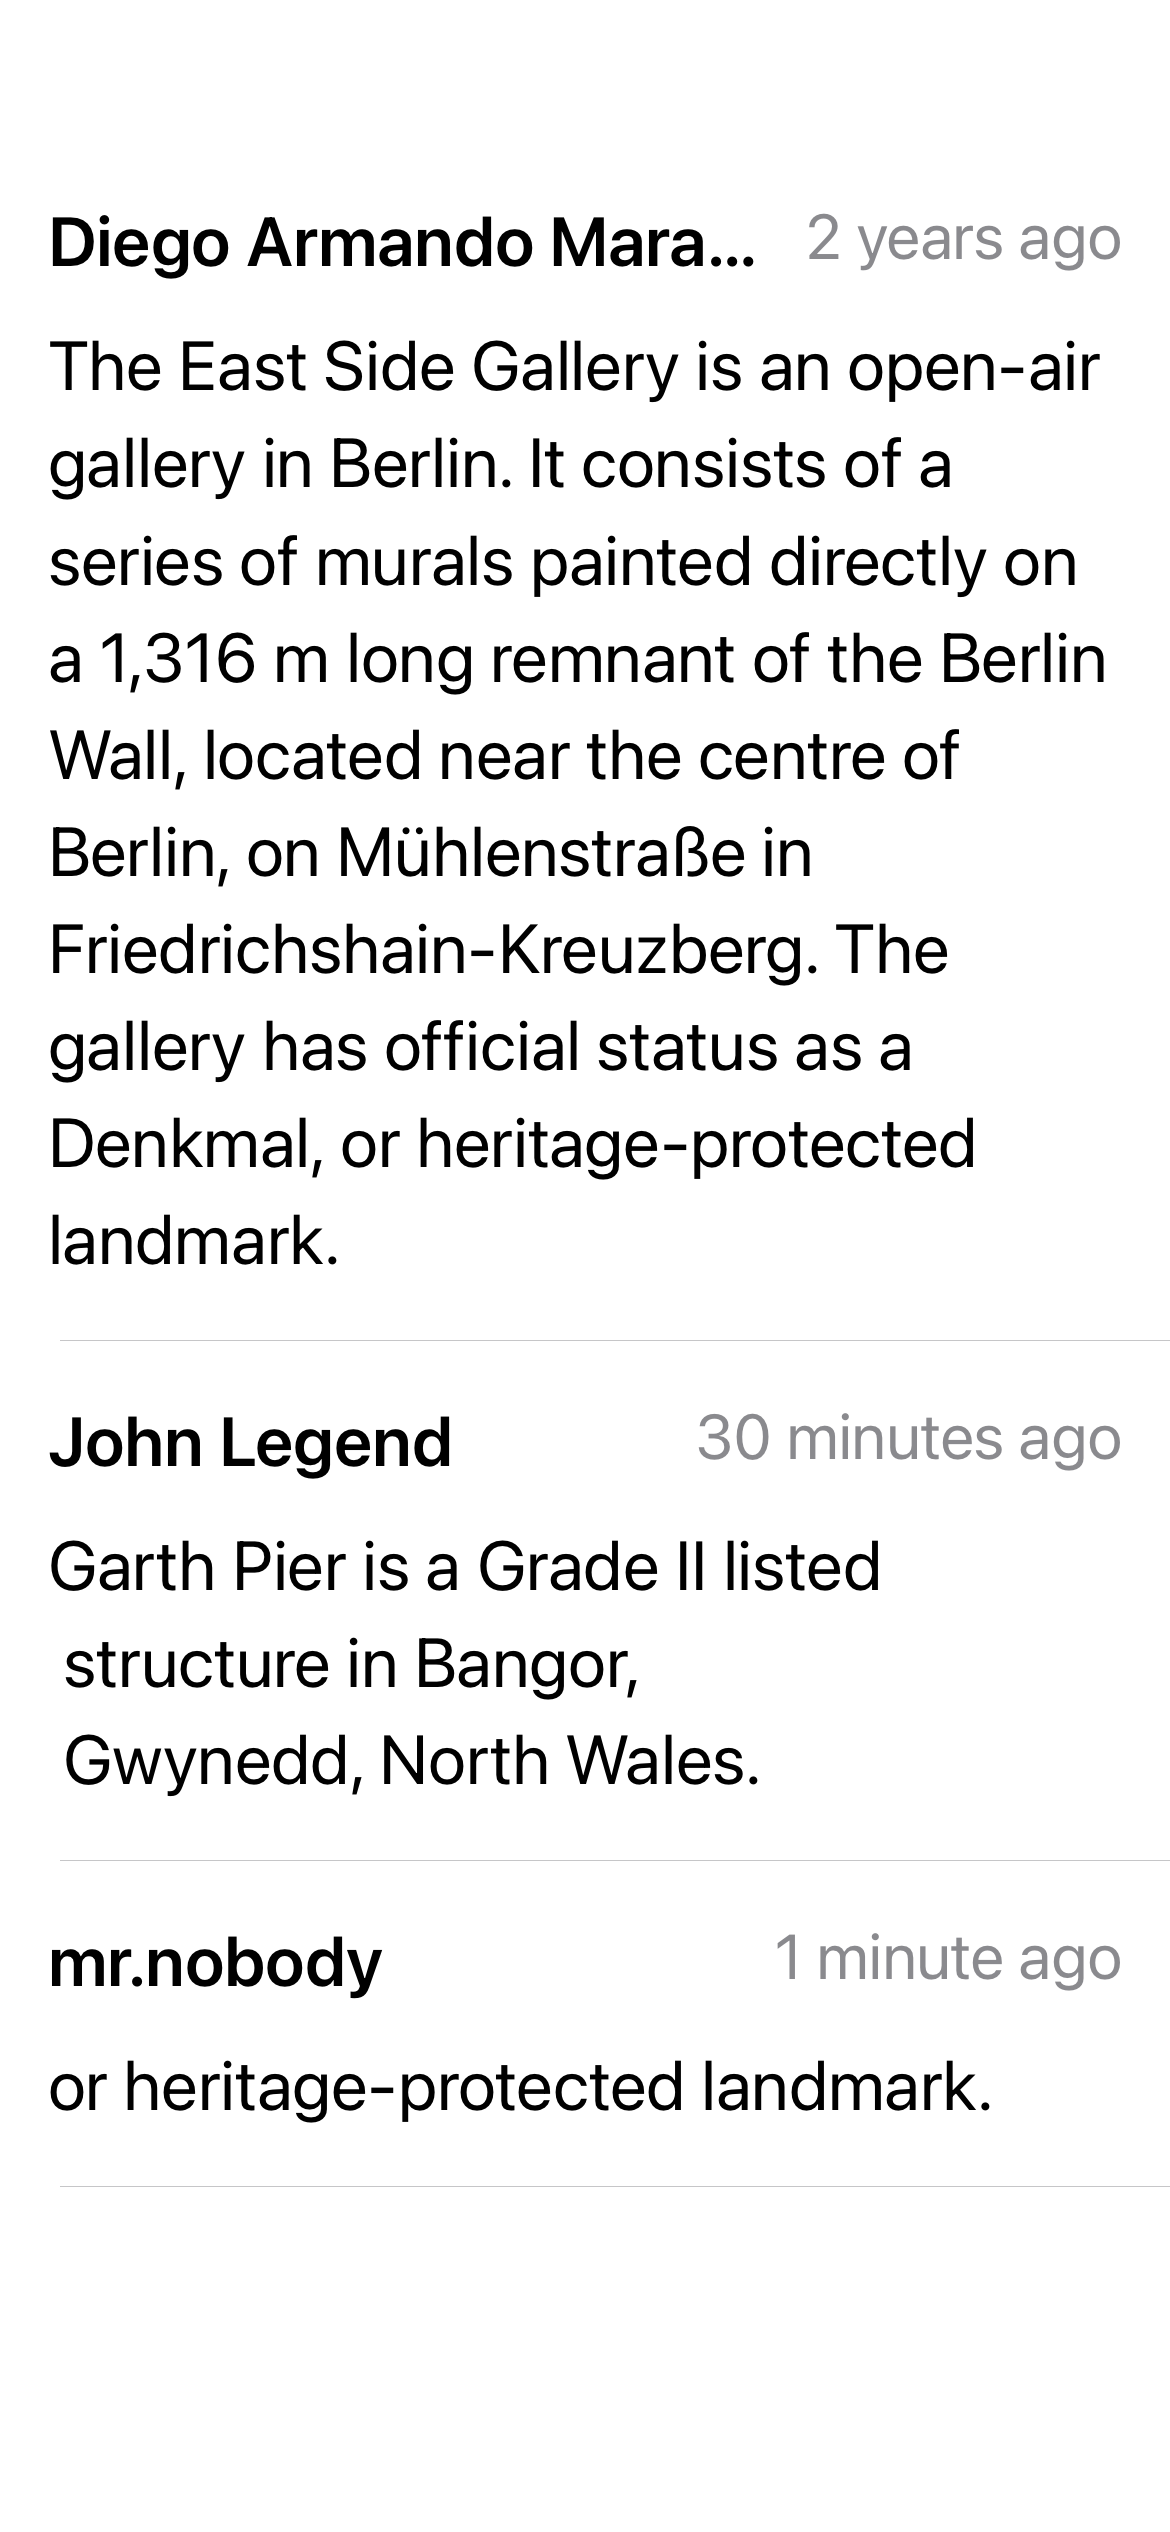 Diego Armando Mara... 2 years ago
The East Side Gallery is an open-air
gallery in Berlin. It consists of a
series of murals painted directly on
a 1,316 m long remnant of the Berlin
Wall, located near the centre of
Berlin, on Mühlenstraße in
Friedrichshain-Kreuzberg. The
gallery has official status as a
Denkmal, or heritage-protected
landmark.
John Legend 30 minutes ago
Garth Pier is a Grade II listed
structure in Bangor,
Gwynedd, North Wales.
mr.nobody 1 minute ago
or heritage-protected landmark.